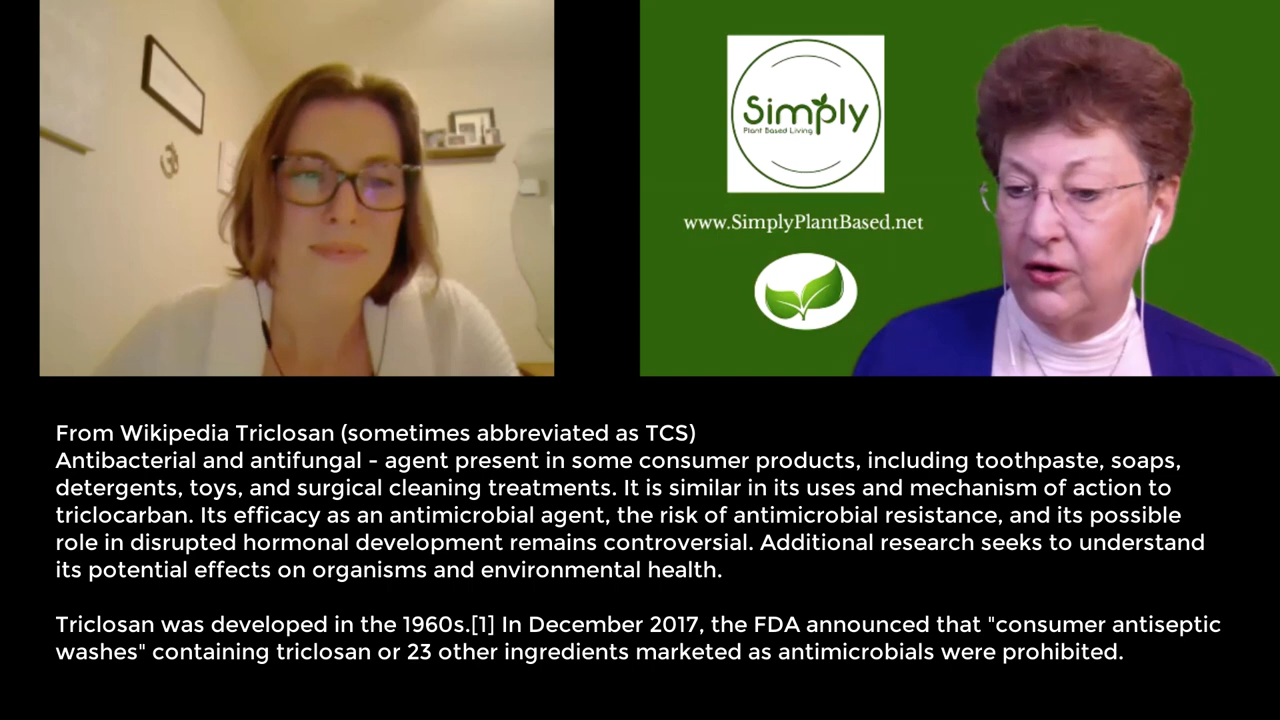 Simply
Plant Based Living
www.SimplyPlantBased.net
From Wikipedia Triclosan (sometimes abbreviated as TCS)
Antibacterial and antifungal - agent present in some consumer products, including toothpaste, soaps,
detergents, toys, and surgical cleaning treatments. It is similar in its uses and mechanism of action to
triclocarban. Its efficacy as an antimicrobial agent, the risk of antimicrobial resistance, and its possible
role in disrupted hormonal development remains controversial. Additional research seeks to understand
its potential effects on organisms and environmental health.
Triclosan was developed in the 1960s.[1] In December 2017, the FDA announced that "consumer antiseptic
washes" containing triclosan or 23 other ingredients marketed as antimicrobials were prohibited.